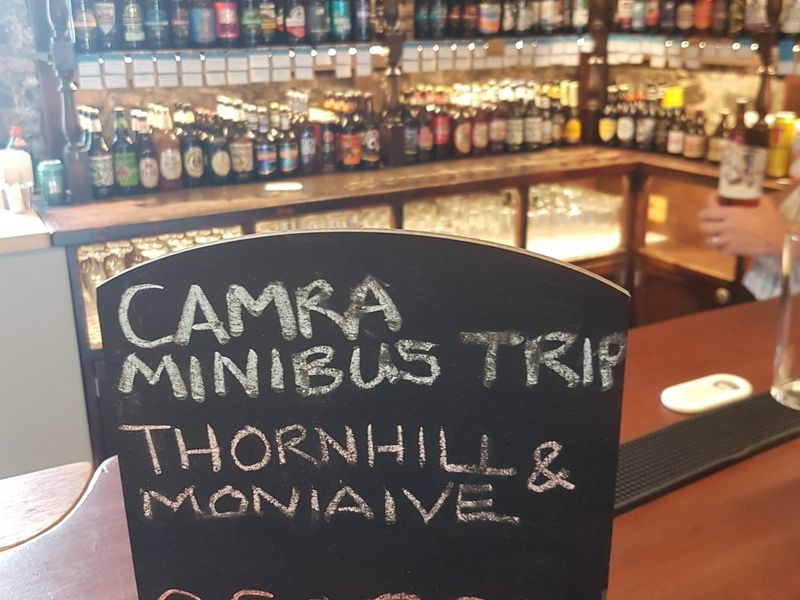 CAMRA
MINIBUS TRIP
THORNHILL &
MONIAIVE